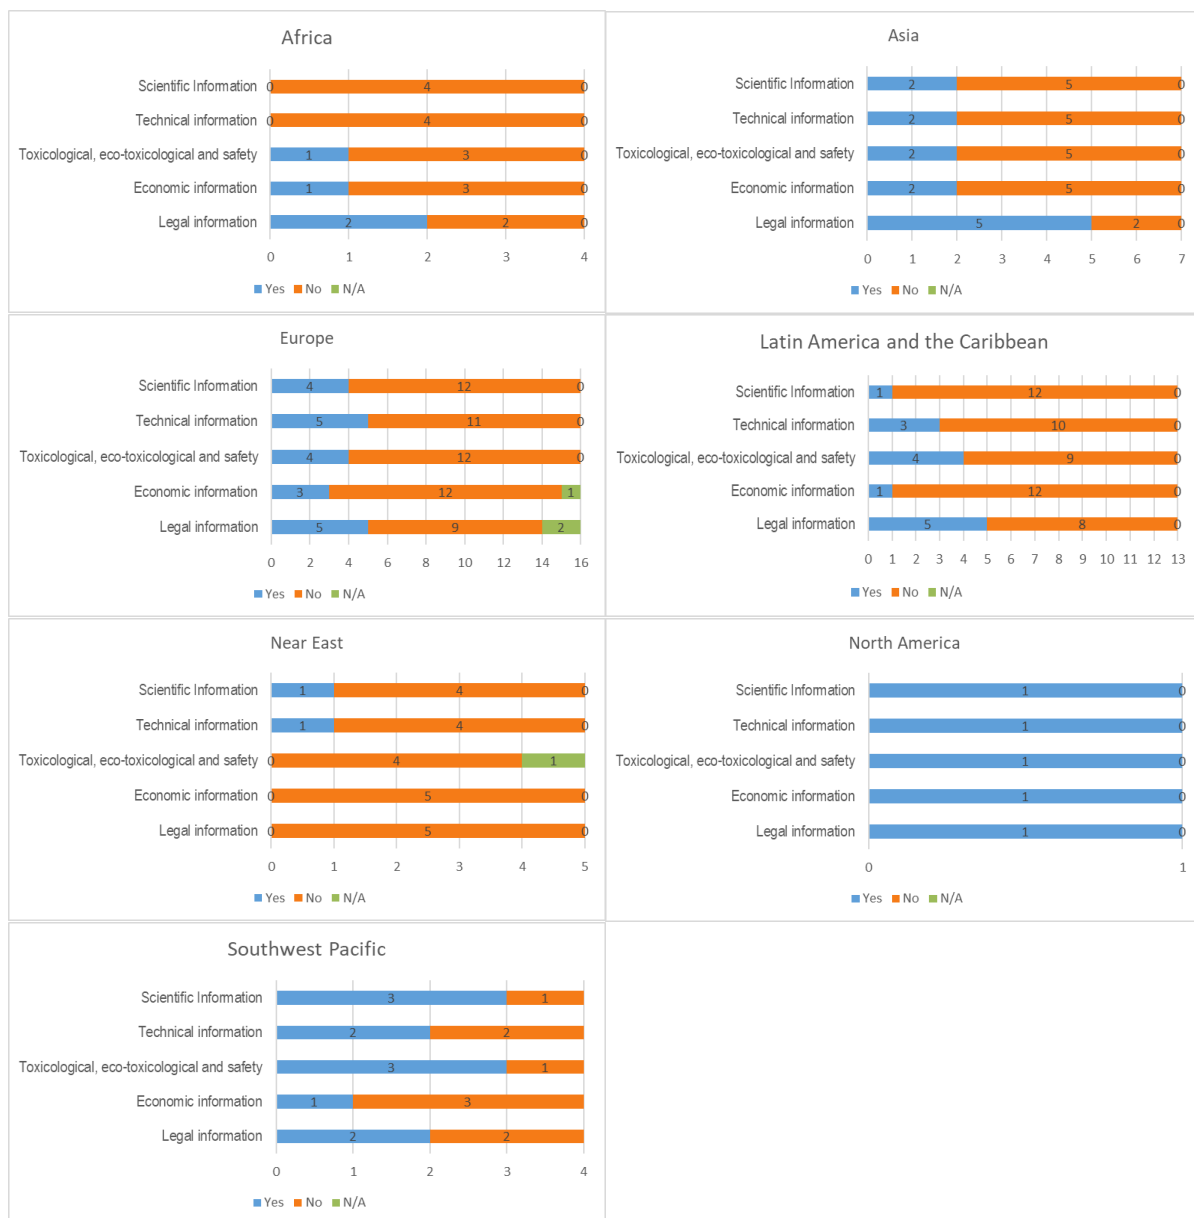 Africa
Scientific Information
0 4 0
Technical information
0 4 0
Toxicological, eco-toxicological and safety
1 3 0
Economic information
1 3 0
Legal information
2 2 0
0 1 2 3 4
Yes No N/A
Asia
Scientific Information
2 5 0
Technical information
2 5 0
Toxicological, eco-toxicological and safety
2 5 0
Economic information
2 5 0
Legal information
5 2 0
0 1 2 3 4 5 6 7
Yes No N/A
Europe
Scientific Information
4 12 0
Technical information
5 11 0
Toxicological, eco-toxicological and safety
4 12 0
Economic information
3 12 1
Legal information
5 9 2
0 2 4 6 8 10 12 14 16
Yes No N/A
Latin America and the Caribbean
Scientific Information
1 12 0
Technical information
3 10 0
Toxicological, eco-toxicological and safety
4 9 0
Economic information
1 12 0
Legal information
5 8 0
0 1 2 3 4 5 6 7 8 9 10 11 12 13
Yes No N/A
Near East
Scientific Information
1 4 0
Technical information
1 4 0
Toxicological, eco-toxicological and safety
0 4 1
Economic information
0 5 0
Legal information
0 5 0
0 1 2 3 4 5
Yes No N/A
North America
Scientific Information
1 0
Technical information
1 0
Toxicological, eco-toxicological and safety
1 0
Economic information
1 0
Legal information
1 0
0 1
Yes No N/A
Southwest Pacific
Scientific Information
3 1
Technical information
2 2
Toxicological, eco-toxicological and safety
3 1
Economic information
1 3
Legal information
2 2
0 1 2 3 4
Yes No N/A